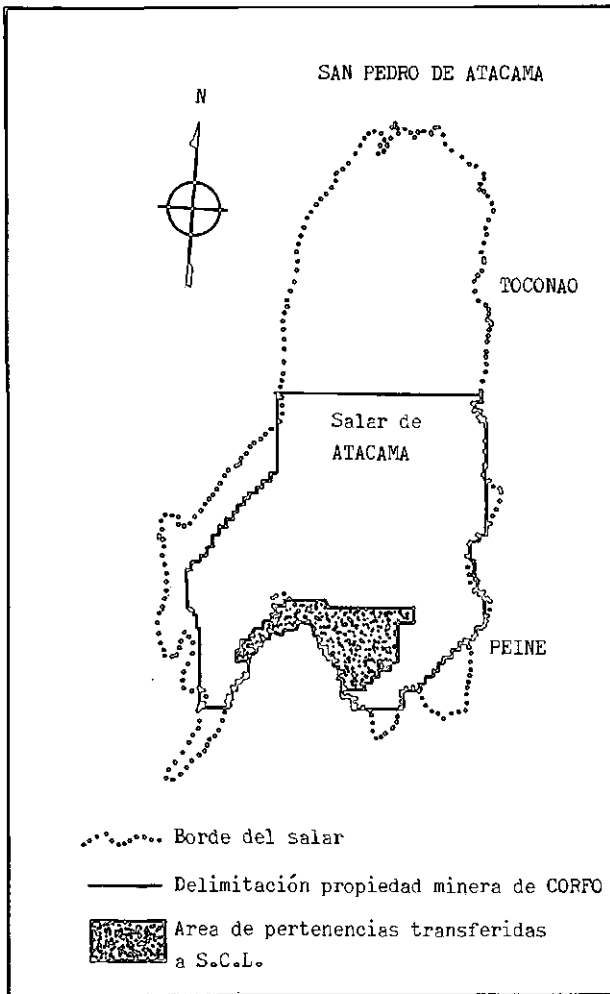 SAN PEDRO DE ATACAMA
N
TOCONAO
Salar de
ATACAMA
PEINE
Borde del salar
Delimitación propiedad minera de CORFO
Area de pertenencias transferidas
a S.C.L.